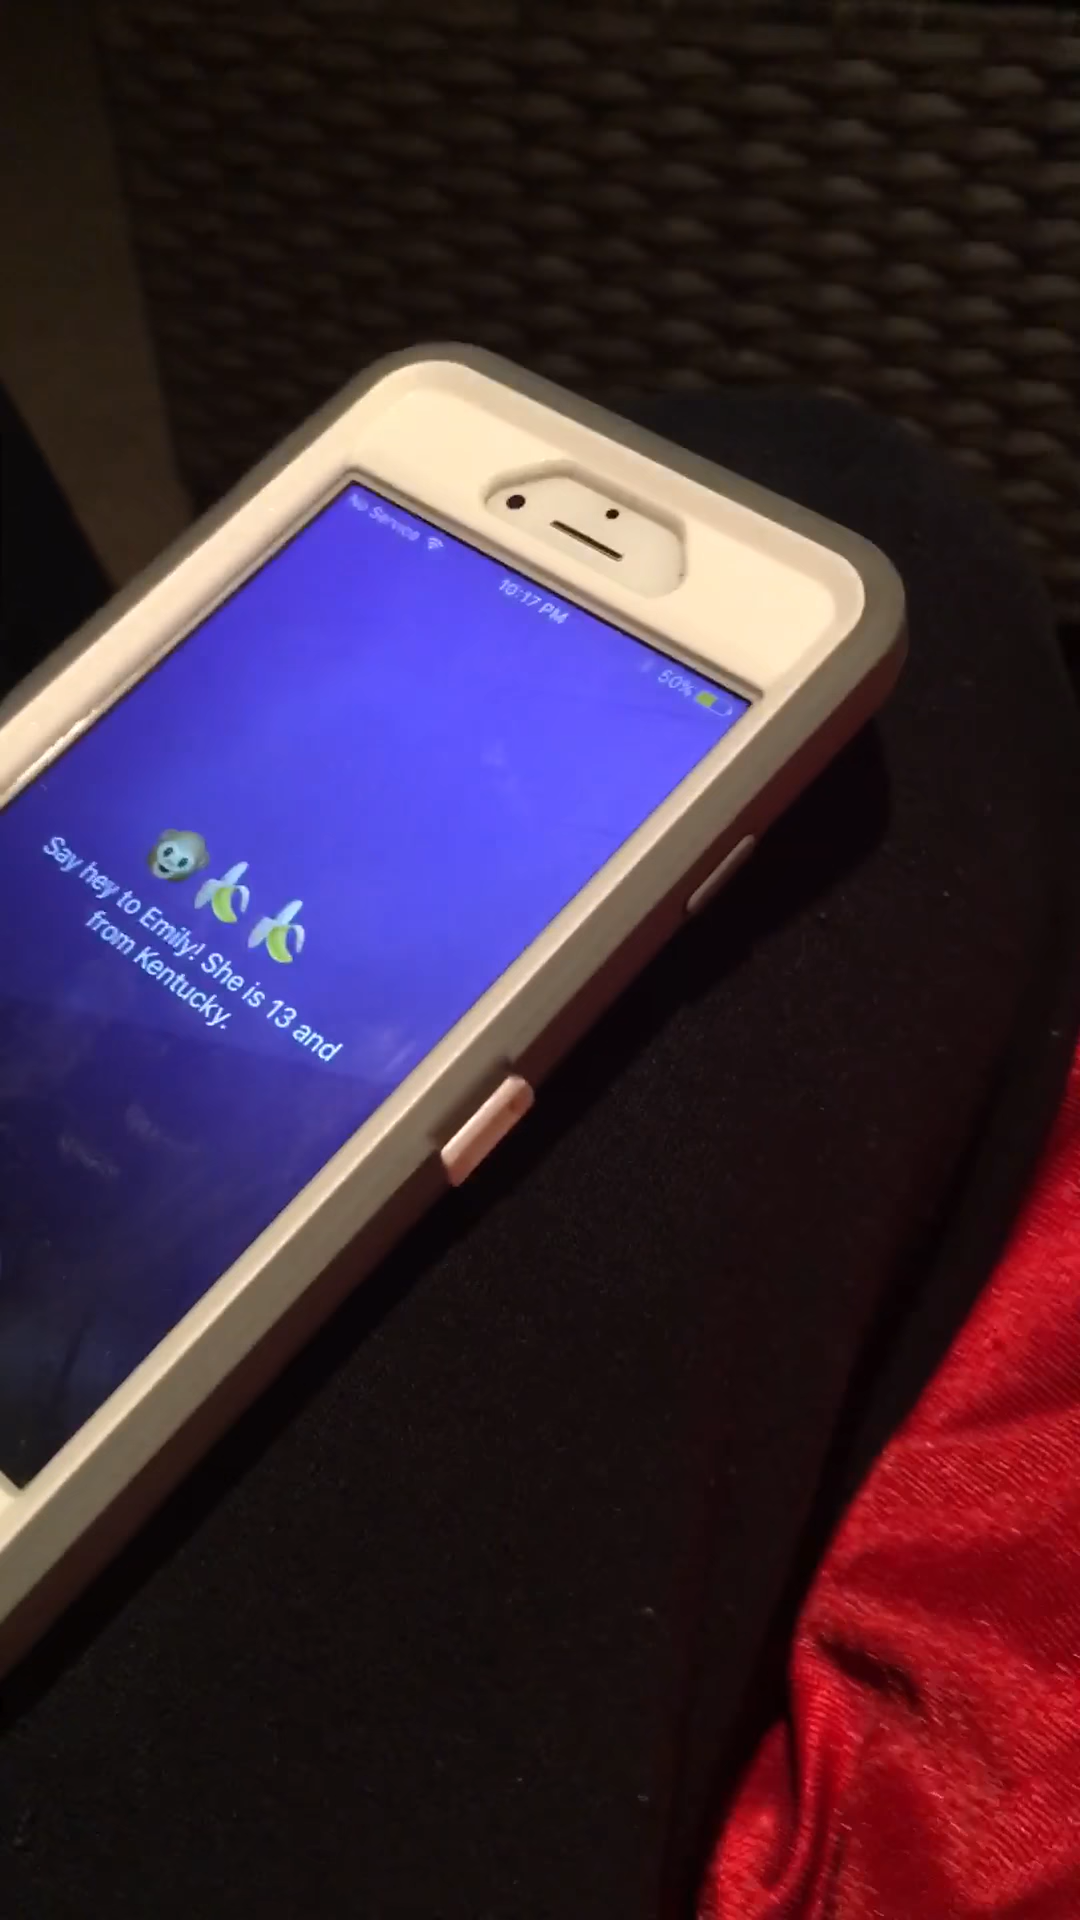 No Service
10:17 PM
50%
🐵🍌🍌
Say hey to Emily! She is 13 and
from Kentucky.